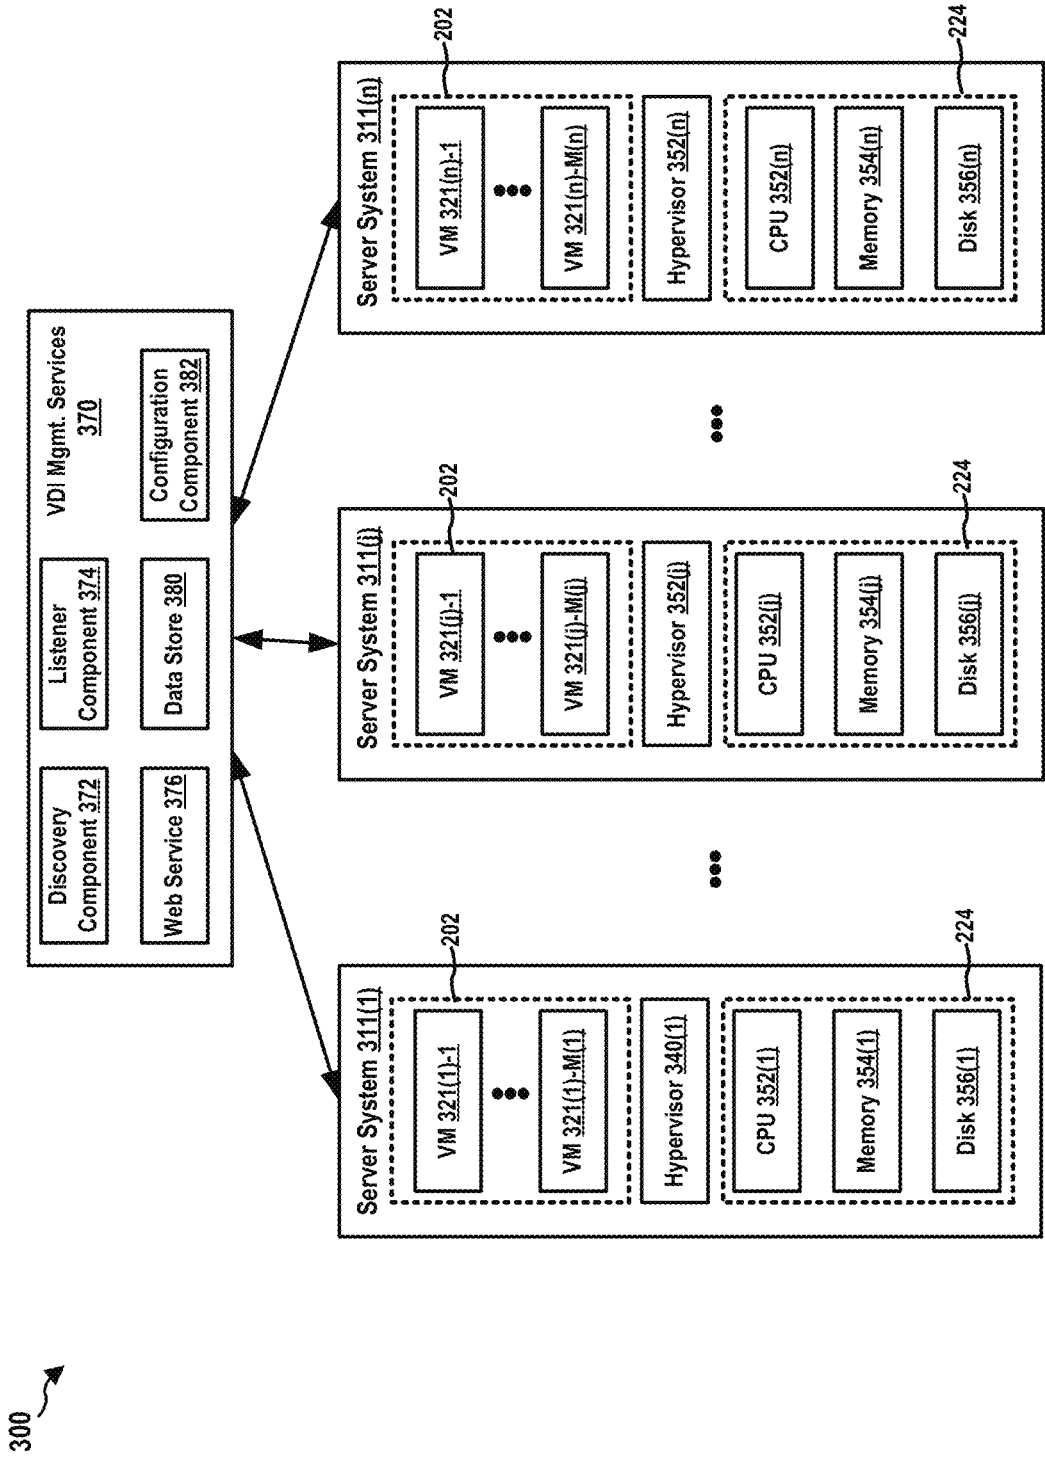 300
VDI Mgmt. Services
370
Discovery
Component 372
Listener
Component 374
Web Service 376
Data Store 380
Configuration
Component 382
Server System 311(1)
202
VM 321(1)-1
VM 321(1)-M(1)
Hypervisor 340(1)
224
CPU 352(1)
Memory 354(1)
Disk 356(1)
Server System 311(j)
202
VM 321(j)-1
VM 321(j)-M(j)
Hypervisor 352(j)
224
CPU 352(j)
Memory 354(j)
Disk 356(j)
Server System 311(n)
202
VM 321(n)-1
VM 321(n)-M(n)
Hypervisor 352(n)
224
CPU 352(n)
Memory 354(n)
Disk 356(n)